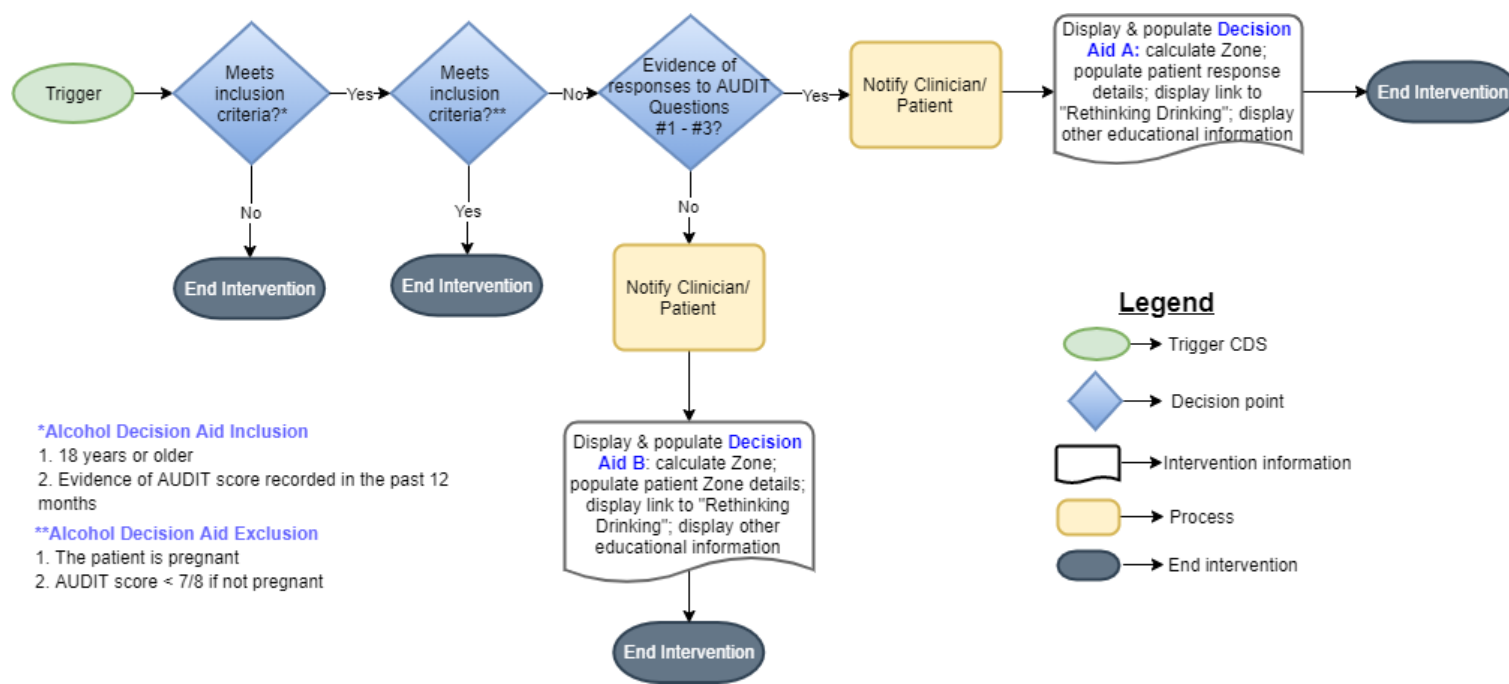 Trigger
Meets
inclusion
criteria?*
Yes
Meets
inclusion
criteria?**
No
Evidence of
responses to AUDIT
Questions
#1 - #3?
Yes
Notify Clinician/
Patient
Display & populate Decision
Aid A: calculate Zone;
populate patient response
details; display link to
"Rethinking Drinking"; display
other educational information
End Intervention
No
End Intervention
Yes
End Intervention
No
Notify Clinician/
Patient
Display & populate Decision
Aid B: calculate Zone;
populate patient Zone details;
display link to "Rethinking
Drinking"; display other
educational information
End Intervention
*Alcohol Decision Aid Inclusion
1. 18 years or older
2. Evidence of AUDIT score recorded in the past 12
months
**Alcohol Decision Aid Exclusion
1. The patient is pregnant
2. AUDIT score < 7/8 if not pregnant
Legend
Trigger CDS
Decision point
Intervention information
Process
End intervention